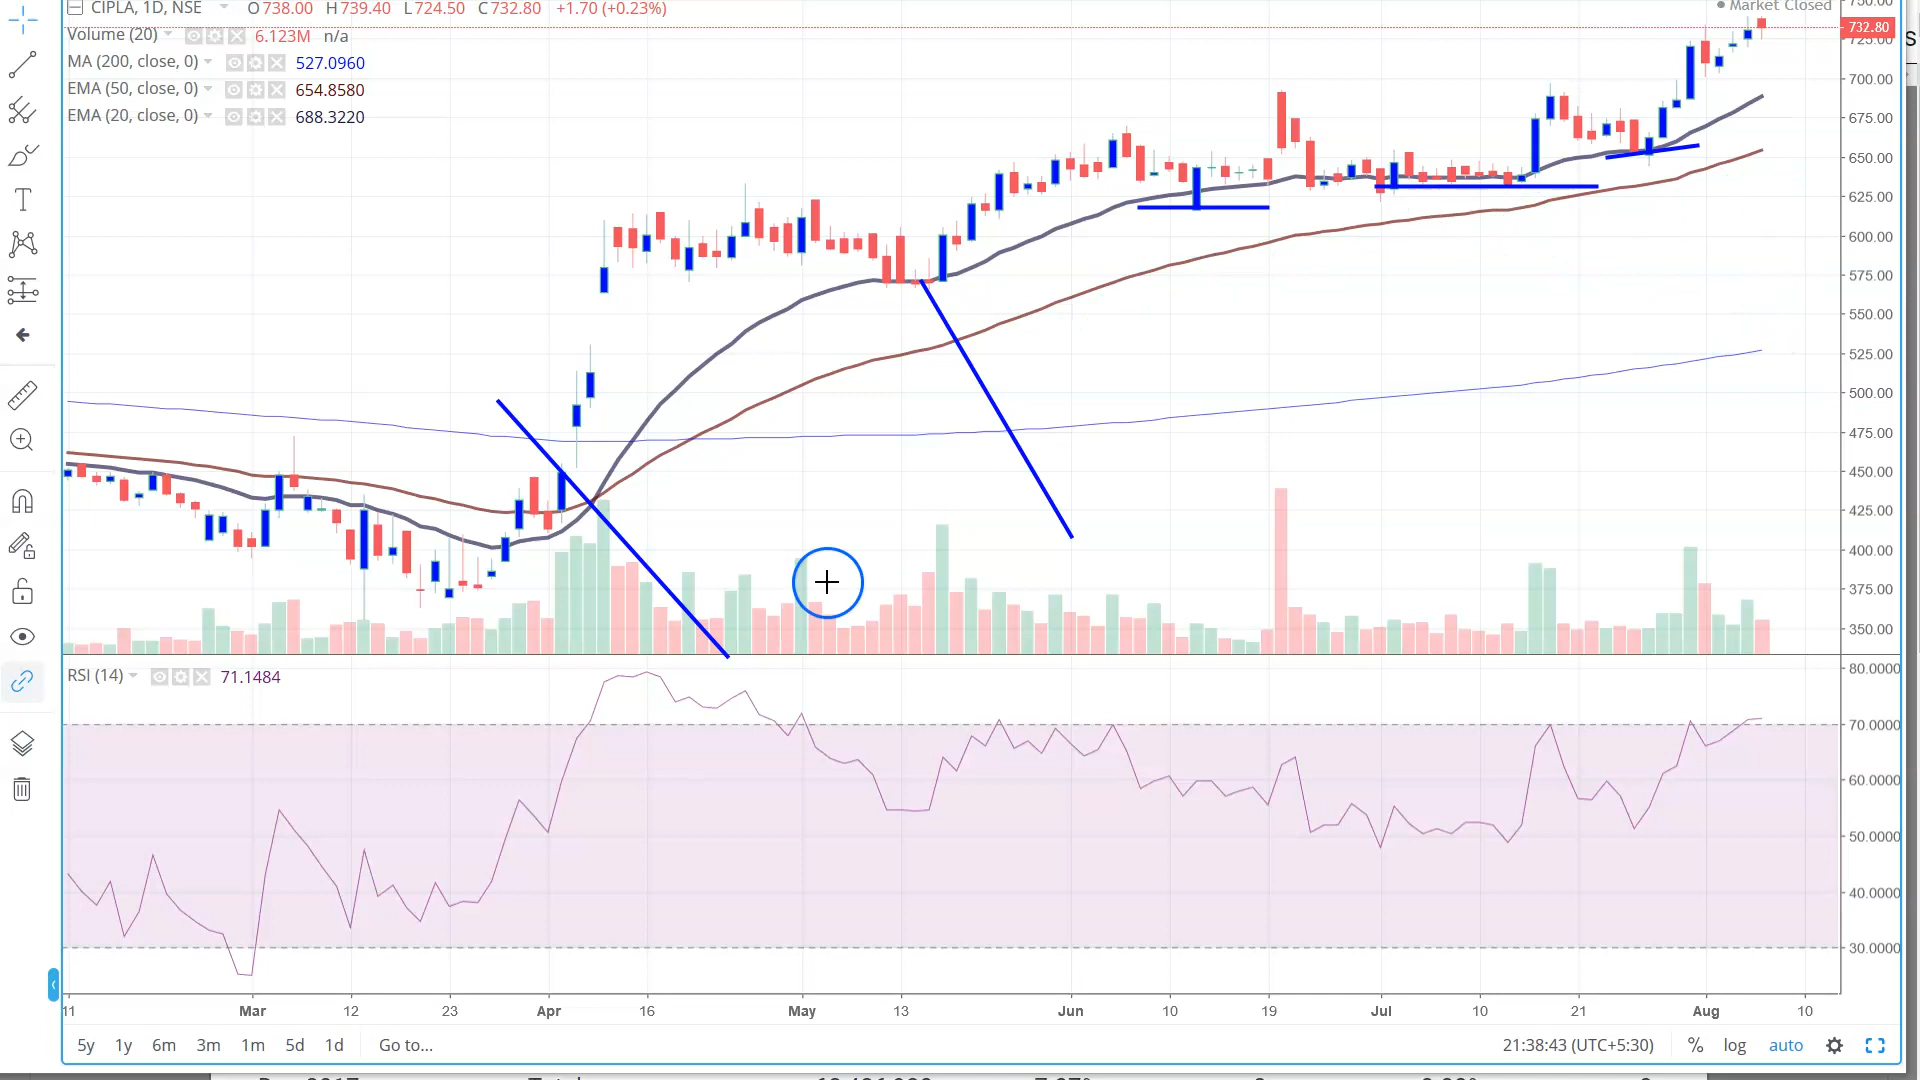 CIPLA, 1D, NSE O738.00 H739.40 L724.50 C732.80 +1.70 (+0.23%)
Market Closed
Volume (20) 6.123M n/a
MA (200, close, 0) 527.0960
EMA (50, close, 0) 654.8580
EMA (20, close, 0) 688.3220
750.00
732.80
725.00
700.00
675.00
650.00
625.00
600.00
575.00
550.00
525.00
500.00
475.00
450.00
425.00
400.00
375.00
350.00
RSI (14) 71.1484
80.0000
70.0000
60.0000
50.0000
40.0000
30.0000
11 Mar 12 23 Apr 16 May 13 Jun 10 19 Jul 10 21 Aug 10
5y 1y 6m 3m 1m 5d 1d Go to... 21:38:43 (UTC+5:30) % log auto